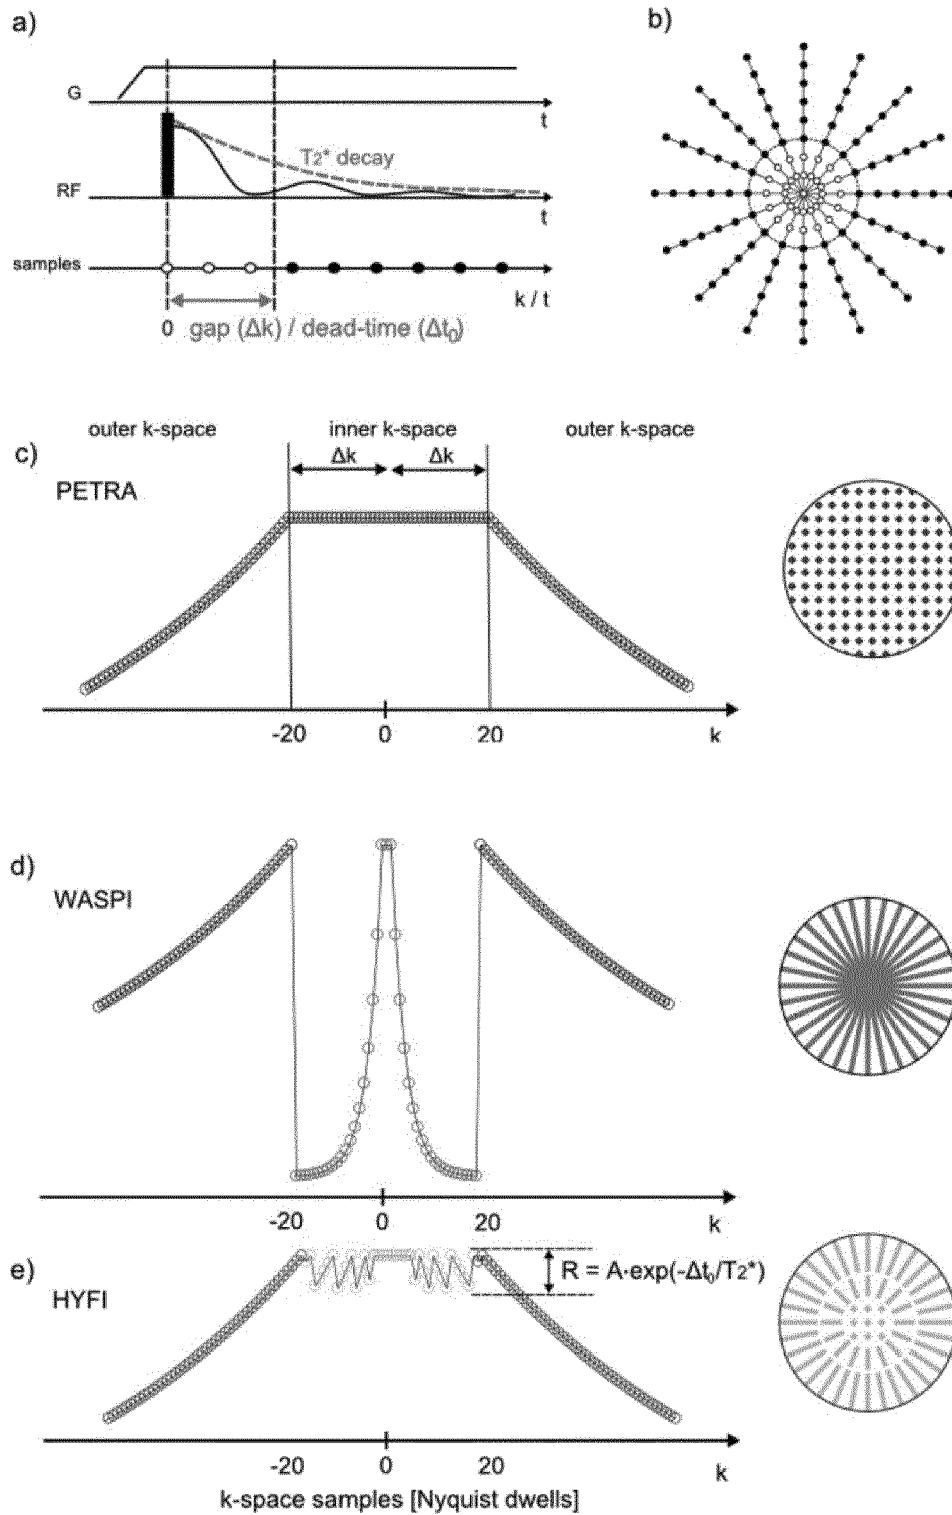 a)
b)
G
t
T2* decay
RF
t
samples
k / t
0 gap (Δk) / dead-time (Δt0)
outer k-space inner k-space outer k-space
c)
Δk Δk
PETRA
-20 0 20 k
d)
WASPI
-20 0 20 k
e)
R = A·exp(-Δt0/T2*)
HYFI
-20 0 20 k
k-space samples [Nyquist dwells]